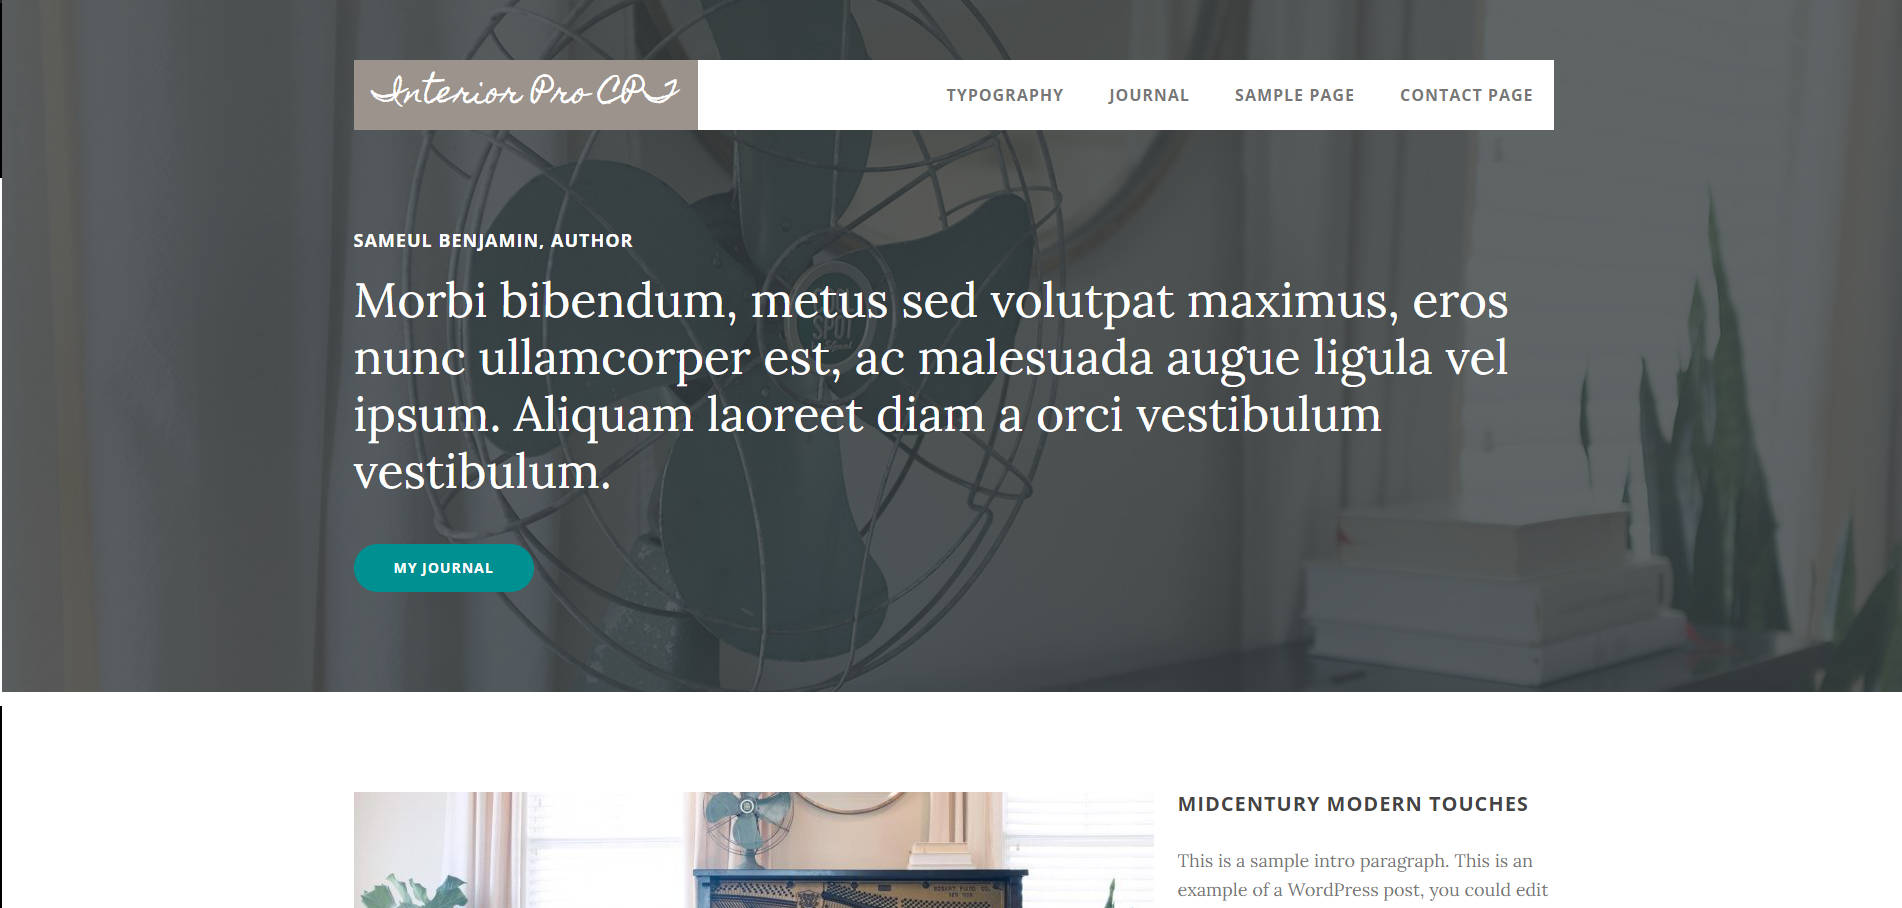 Interior Pro CPT
TYPOGRAPHY JOURNAL SAMPLE PAGE CONTACT PAGE
SAMEUL BENJAMIN, AUTHOR
Morbi bibendum, metus sed volutpat maximus, eros
nunc ullamcorper est, ac malesuada augue ligula vel
ipsum. Aliquam laoreet diam a orci vestibulum
vestibulum.
MY JOURNAL
MIDCENTURY MODERN TOUCHES
This is a sample intro paragraph. This is an
example of a WordPress post, you could edit